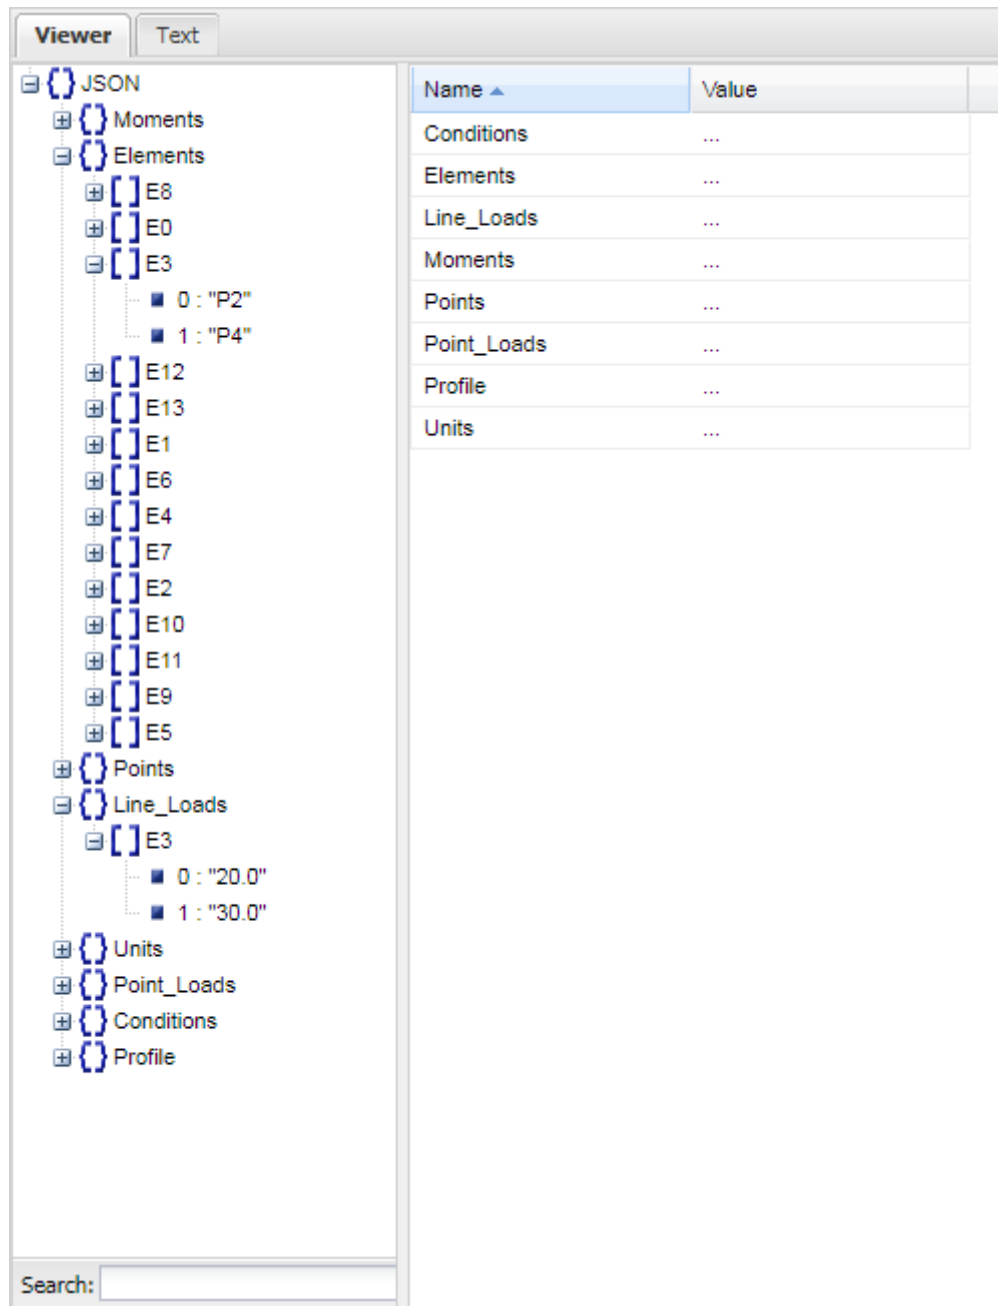 Viewer Text
JSON
Moments
Elements
E8
E0
E3
0 : "P2"
1 : "P4"
E12
E13
E1
E6
E4
E7
E2
E10
E11
E9
E5
Points
Line_Loads
E3
0 : "20.0"
1 : "30.0"
Units
Point_Loads
Conditions
Profile
Search:
Name Value
Conditions ...
Elements ...
Line_Loads ...
Moments ...
Points ...
Point_Loads ...
Profile ...
Units ...